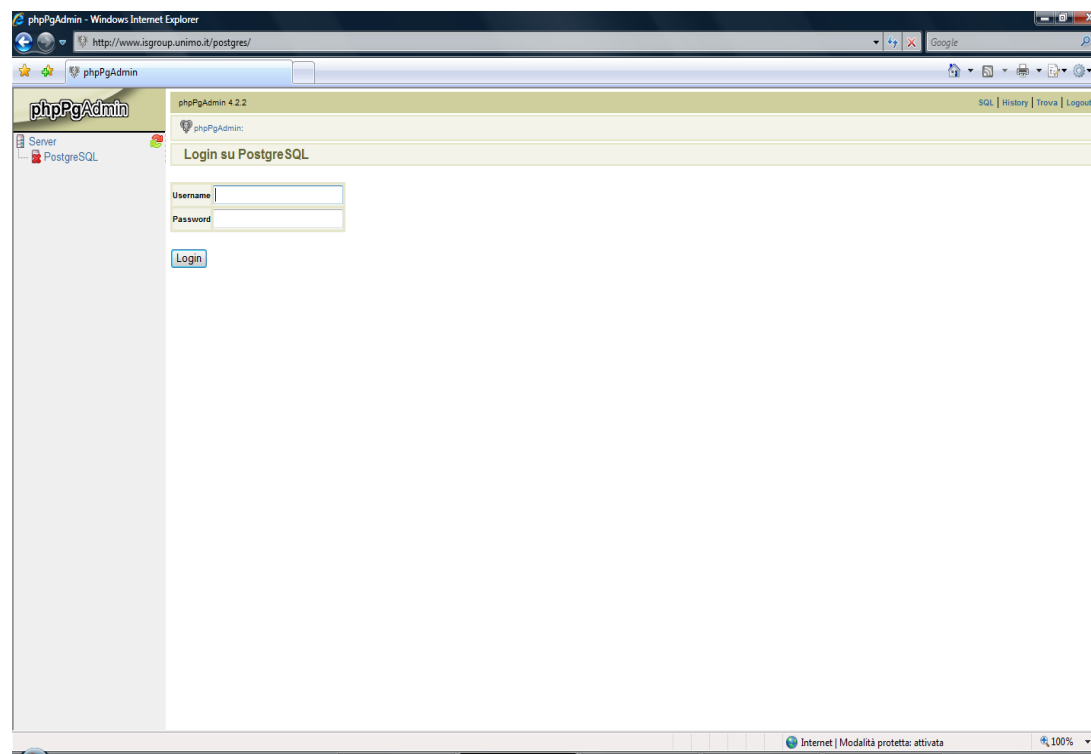 phpPgAdmin - Windows Internet Explorer
http://www.isgroup.unimo.it/postgres/
Google
phpPgAdmin
phpPgAdmin
phpPgAdmin 4.2.2
SQL | History | Trova | Logout
phpPgAdmin:
Server
PostgreSQL
Login su PostgreSQL
Username
Password
Login
Internet | Modalità protetta: attivata
100%